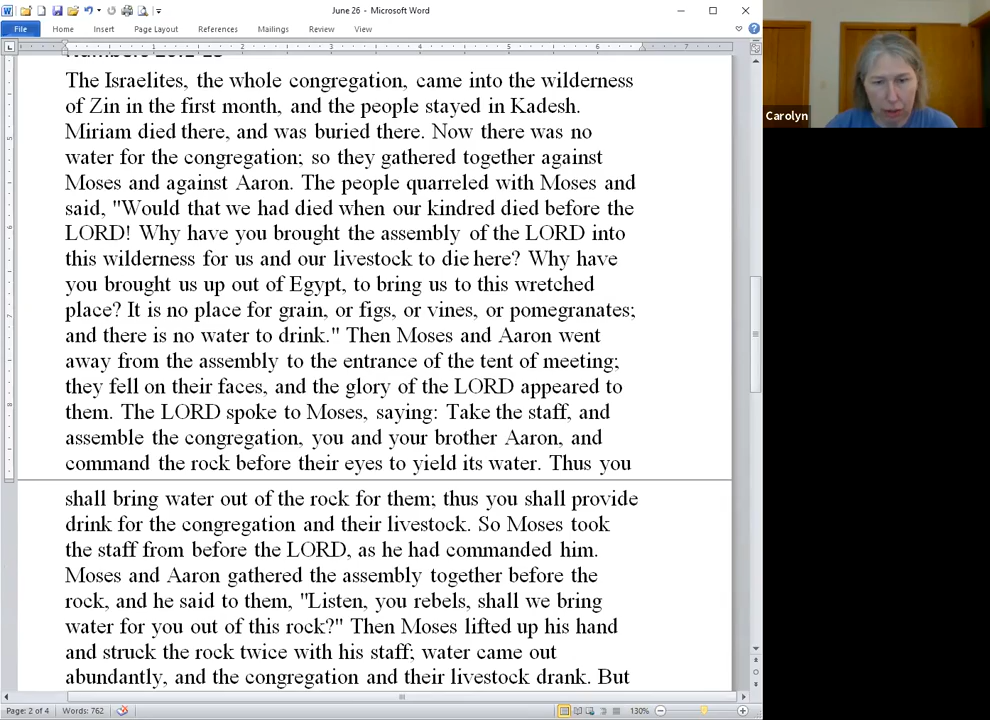 June 26 - Microsoft Word
File Home Insert Page Layout References Mailings Review View
1 2 3 4 5 6 7
The Israelites, the whole congregation, came into the wilderness
of Zin in the first month, and the people stayed in Kadesh.
Miriam died there, and was buried there. Now there was no
water for the congregation; so they gathered together against
Moses and against Aaron. The people quarreled with Moses and
said, "Would that we had died when our kindred died before the
LORD! Why have you brought the assembly of the LORD into
this wilderness for us and our livestock to die here? Why have
you brought us up out of Egypt, to bring us to this wretched
place? It is no place for grain, or figs, or vines, or pomegranates;
and there is no water to drink." Then Moses and Aaron went
away from the assembly to the entrance of the tent of meeting;
they fell on their faces, and the glory of the LORD appeared to
them. The LORD spoke to Moses, saying: Take the staff, and
assemble the congregation, you and your brother Aaron, and
command the rock before their eyes to yield its water. Thus you
shall bring water out of the rock for them; thus you shall provide
drink for the congregation and their livestock. So Moses took
the staff from before the LORD, as he had commanded him.
Moses and Aaron gathered the assembly together before the
rock, and he said to them, "Listen, you rebels, shall we bring
water for you out of this rock?" Then Moses lifted up his hand
and struck the rock twice with his staff; water came out
abundantly, and the congregation and their livestock drank. But
Page: 2 of 4 Words: 762 130%
Carolyn